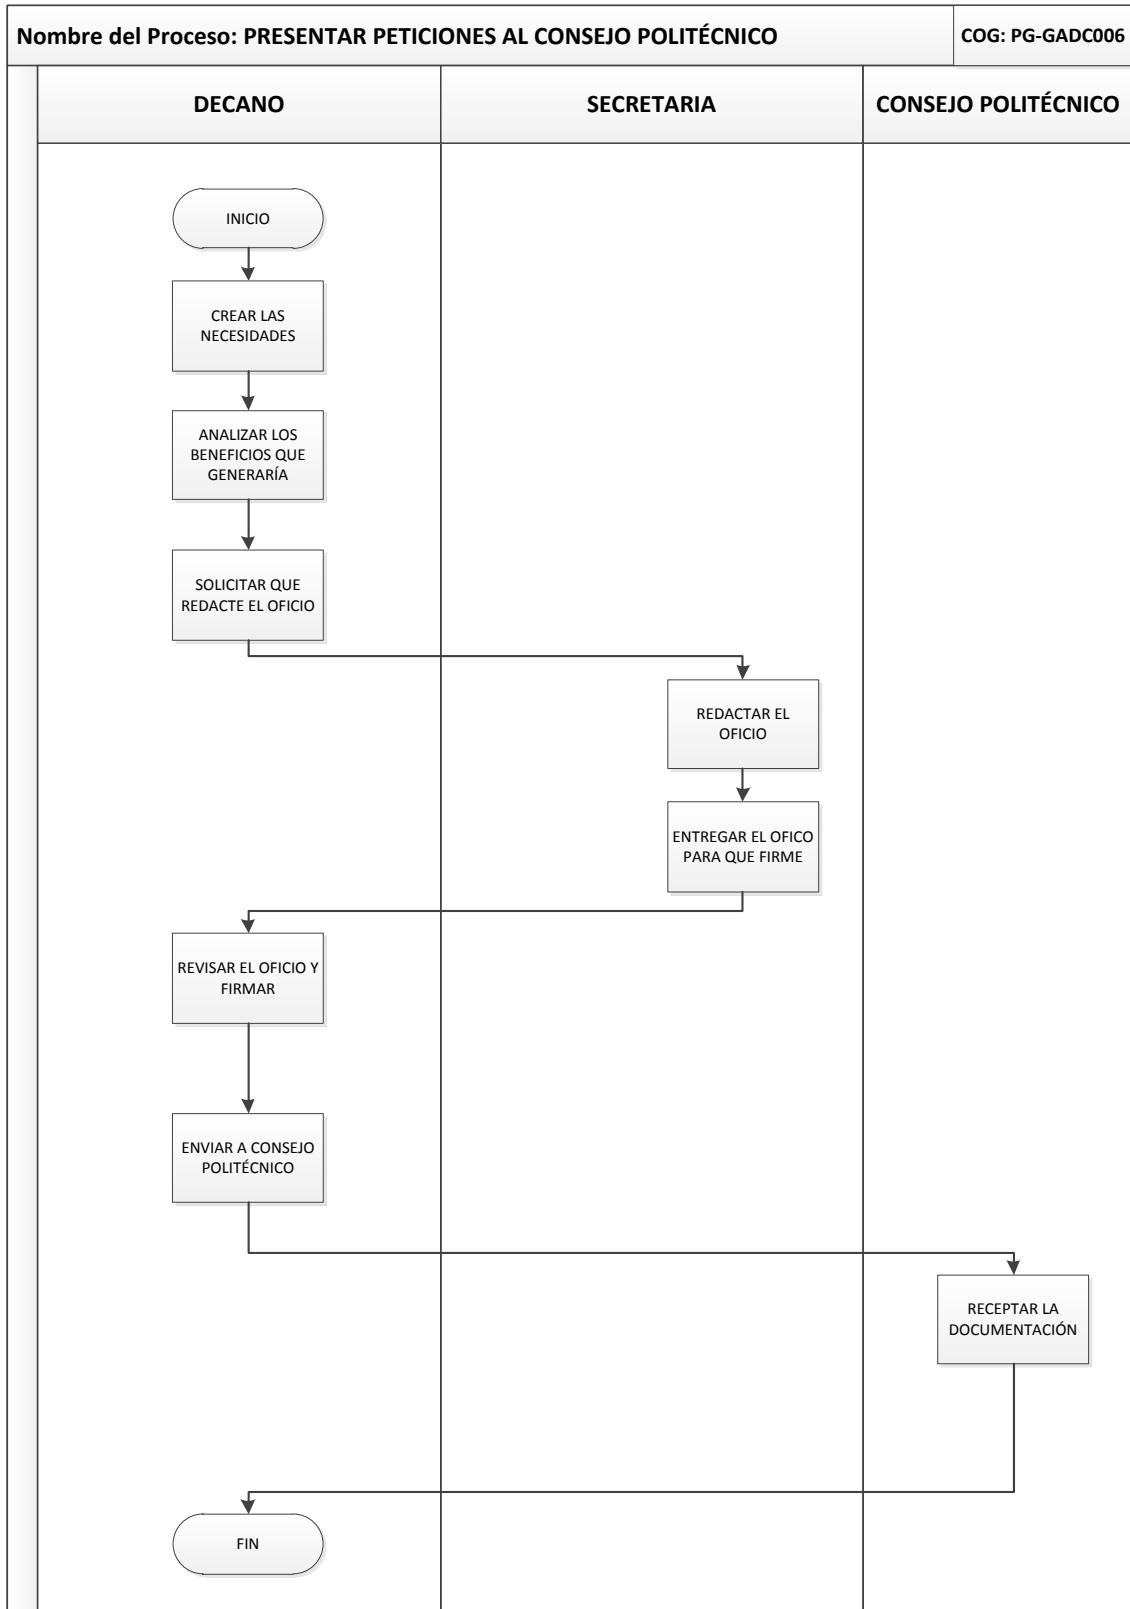 Nombre del Proceso: PRESENTAR PETICIONES AL CONSEJO POLITÉCNICO
COG: PG-GADC006
DECANO
SECRETARIA
CONSEJO POLITÉCNICO
INICIO
CREAR LAS
NECESIDADES
ANALIZAR LOS
BENEFICIOS QUE
GENERARÍA
SOLICITAR QUE
REDACTE EL OFICIO
REDACTAR EL
OFICIO
ENTREGAR EL OFICO
PARA QUE FIRME
REVISAR EL OFICIO Y
FIRMAR
ENVIAR A CONSEJO
POLITÉCNICO
RECEPTAR LA
DOCUMENTACIÓN
FIN